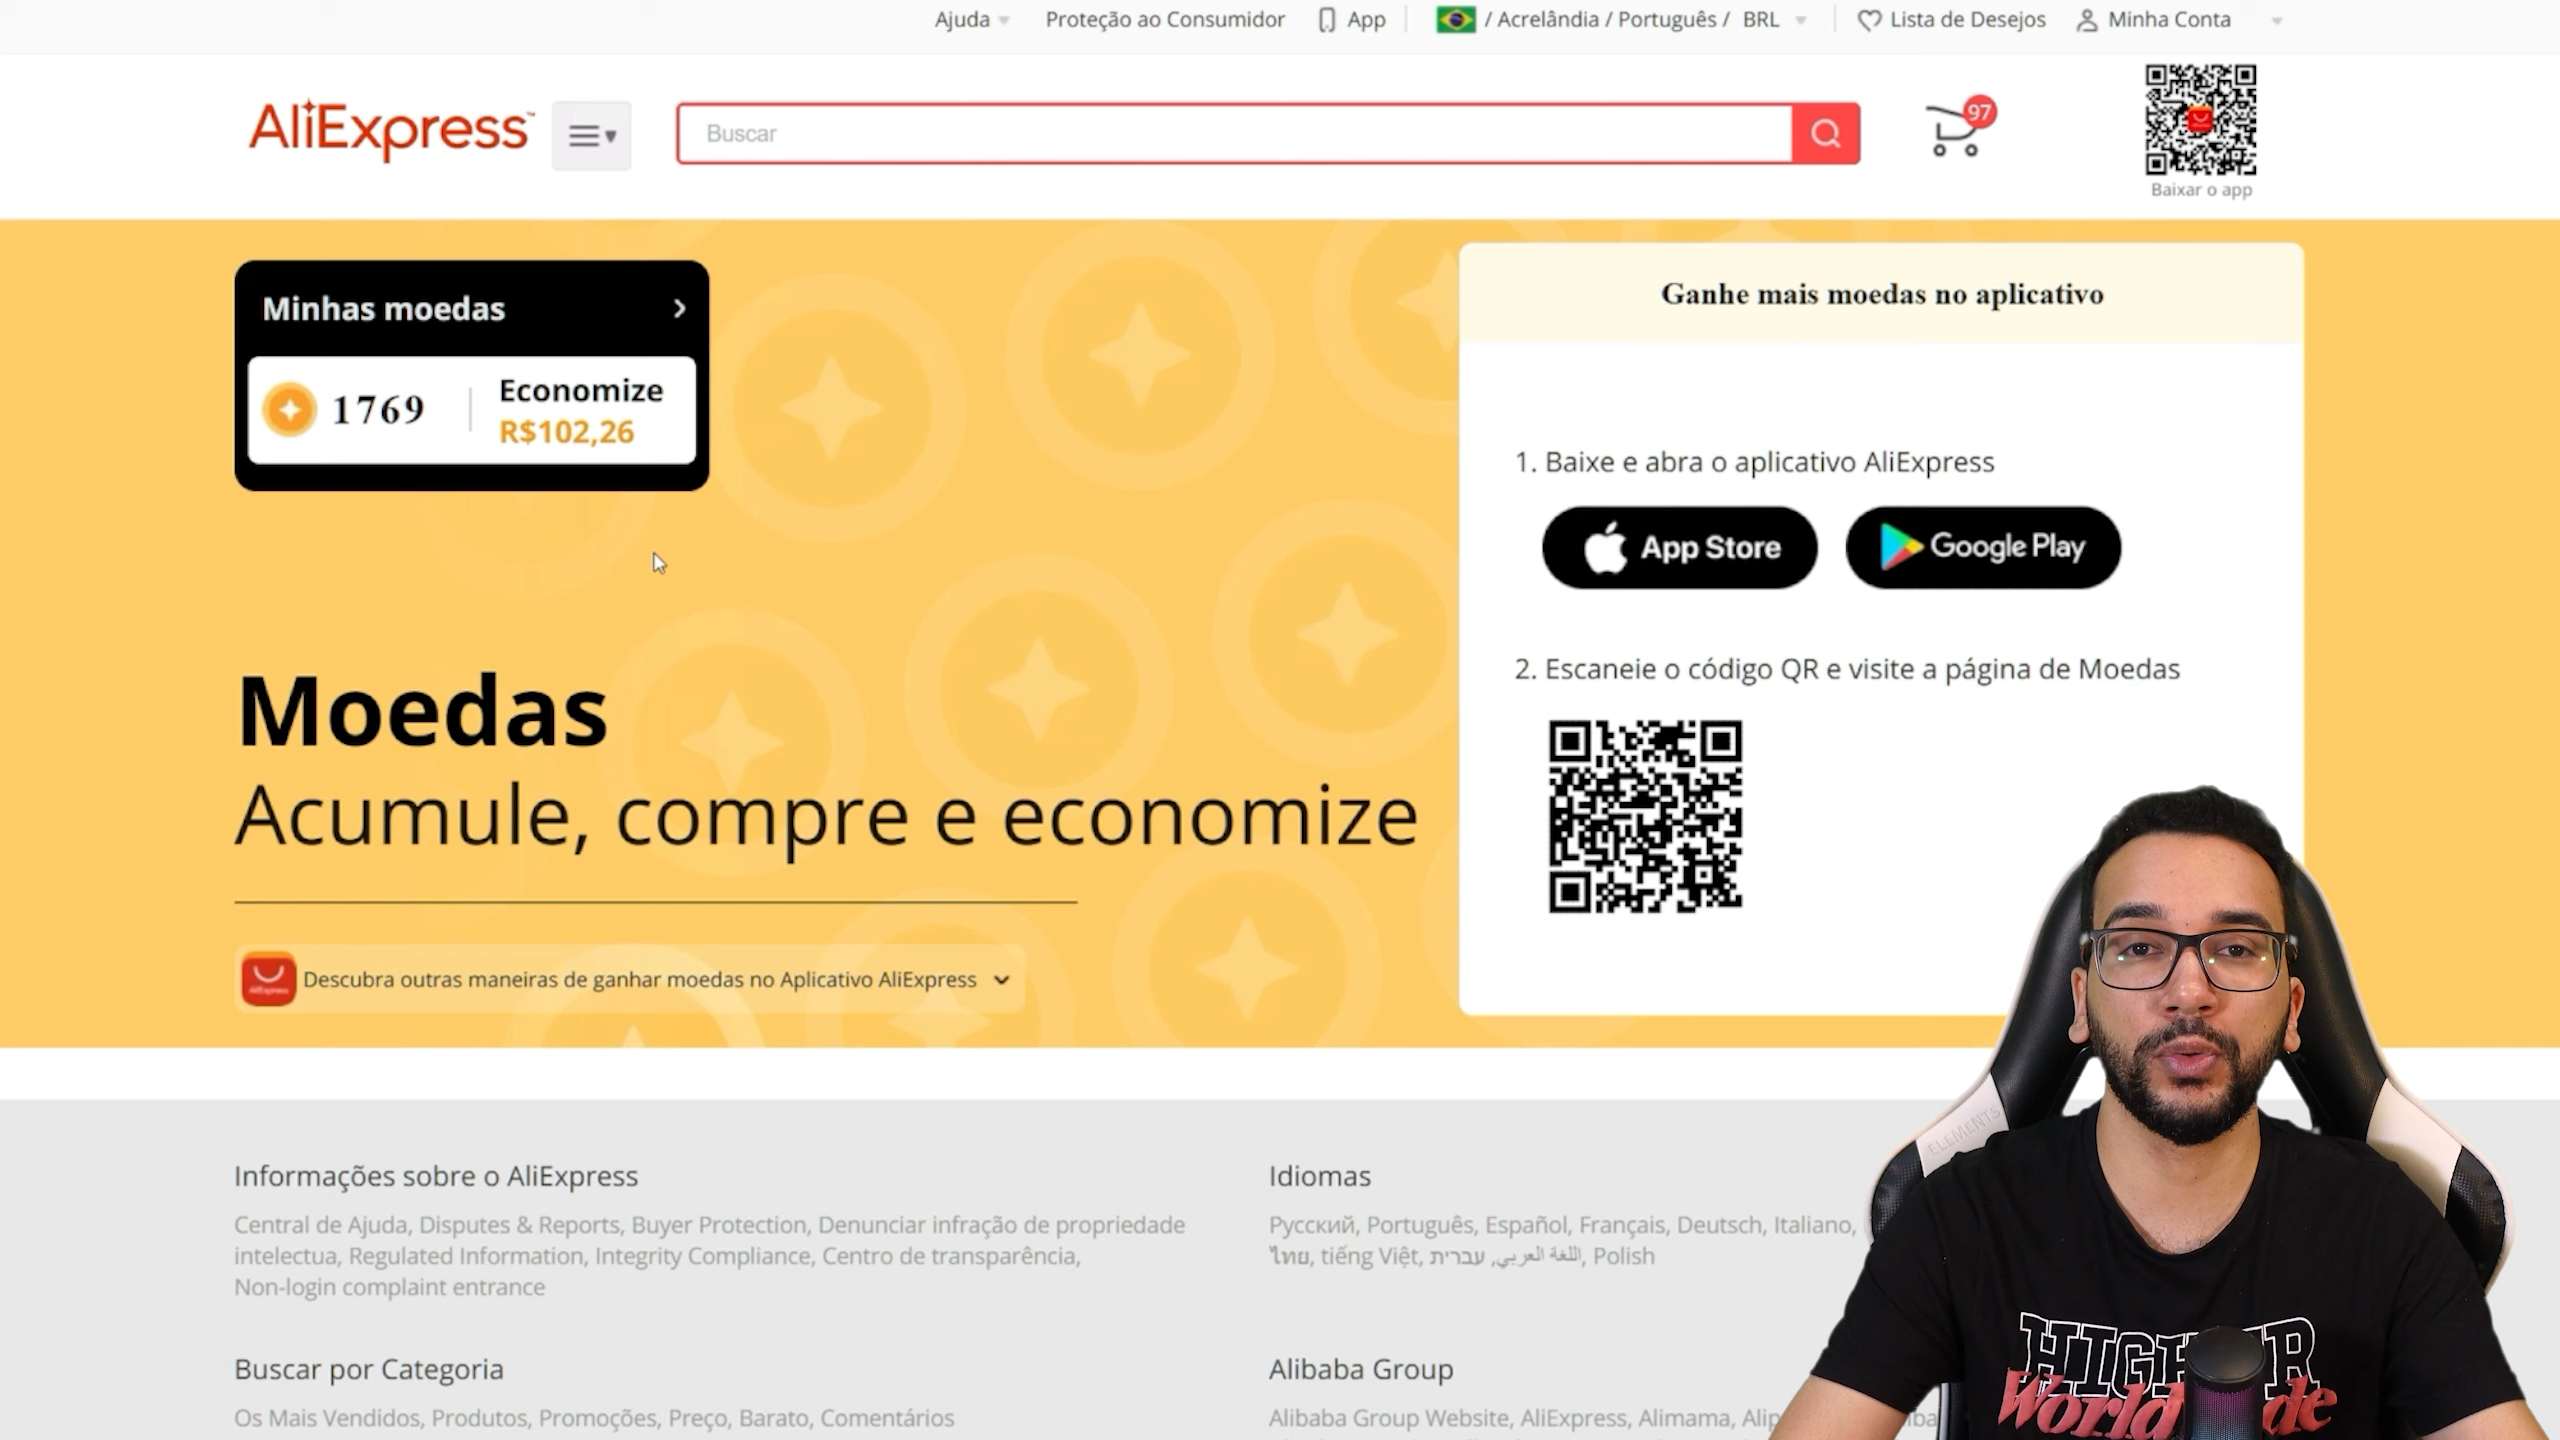 Ajuda Proteção ao Consumidor App / Acrelândia / Português / BRL Lista de Desejos Minha Conta
AliExpress™ Buscar 97
Baixar o app
Minhas moedas
1769 Economize
R$102,26
Moedas
Acumule, compre e economize
AliExpress Descubra outras maneiras de ganhar moedas no Aplicativo AliExpress
Ganhe mais moedas no aplicativo
1. Baixe e abra o aplicativo AliExpress
App Store Google Play
2. Escaneie o código QR e visite a página de Moedas
Informações sobre o AliExpress
Central de Ajuda, Disputes & Reports, Buyer Protection, Denunciar infração de propriedade
intelectua, Regulated Information, Integrity Compliance, Centro de transparência,
Non-login complaint entrance
Idiomas
Русский, Português, Español, Français, Deutsch, Italiano,
ไทย, tiếng Việt, اللغة العربي, עברית, Polish
Buscar por Categoria
Os Mais Vendidos, Produtos, Promoções, Preço, Barato, Comentários
Alibaba Group
Alibaba Group Website, AliExpress, Alimama,
ELEMENTS